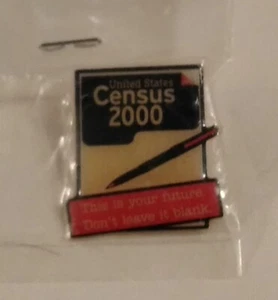 United States
Census
2000
This is your future.
Don't leave it blank.